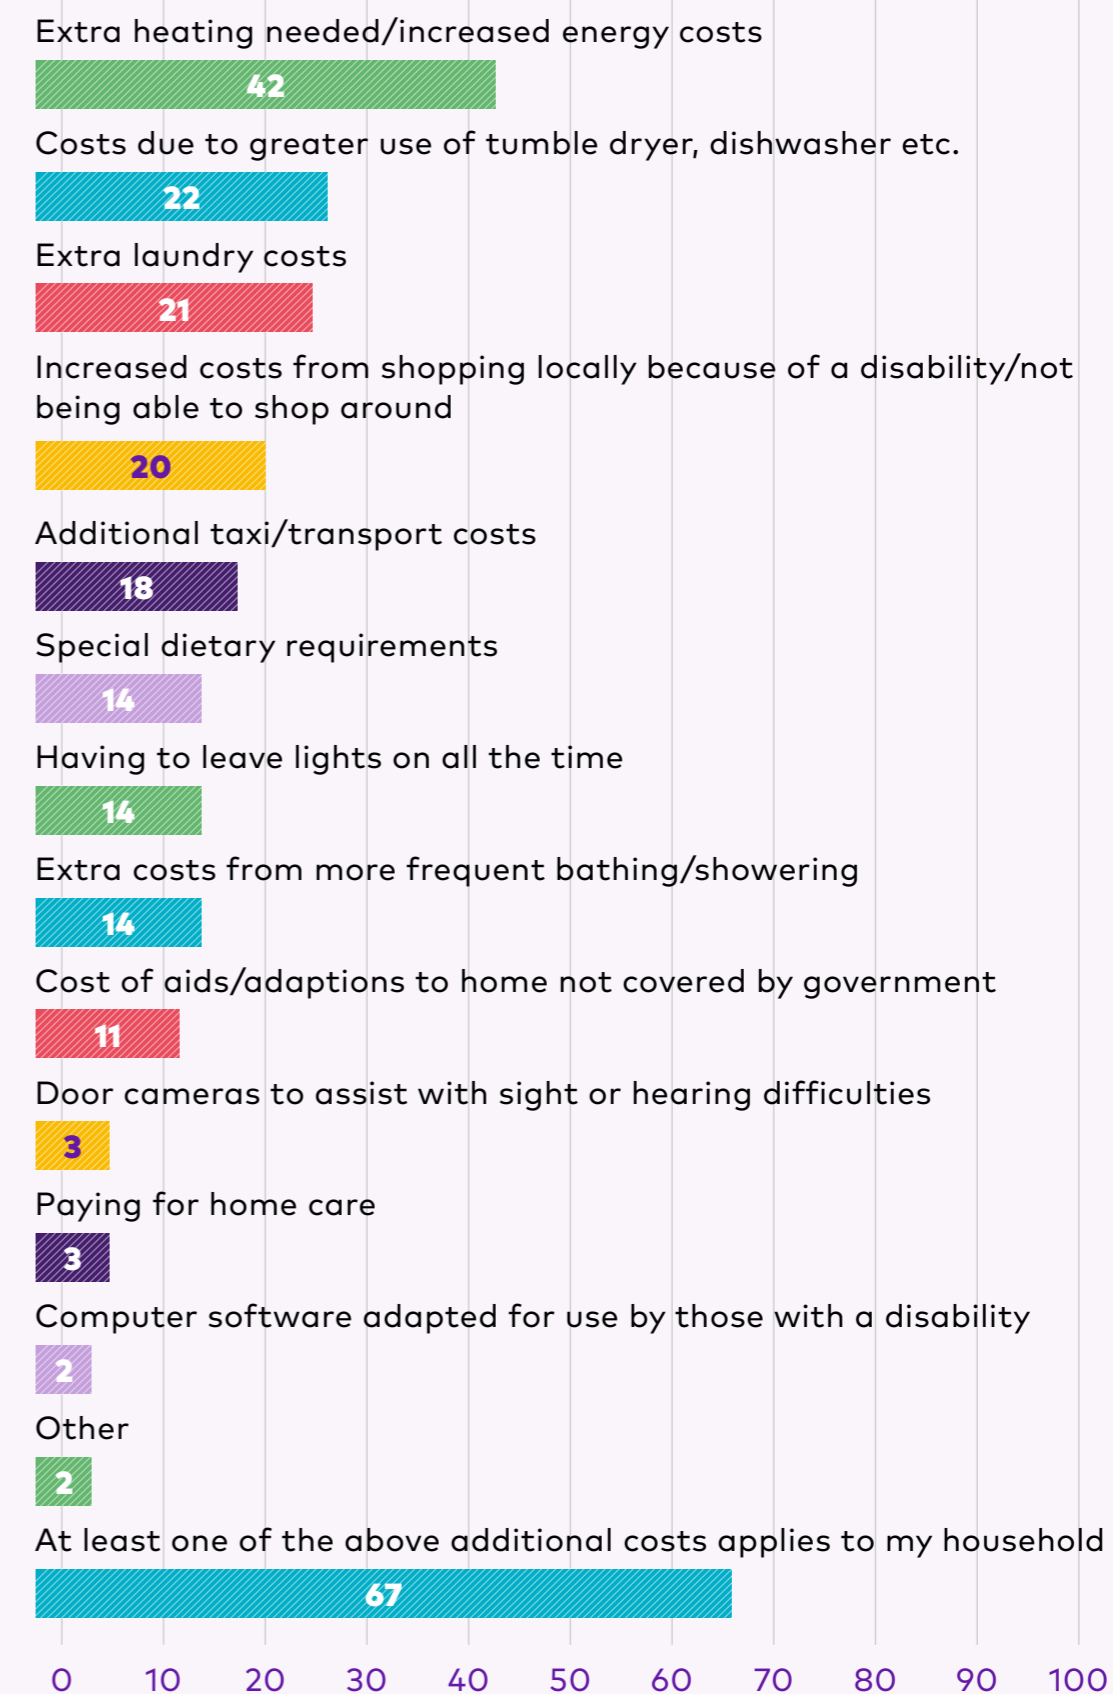 Extra heating needed/increased energy costs
42
Costs due to greater use of tumble dryer, dishwasher etc.
22
Extra laundry costs
21
Increased costs from shopping locally because of a disability/not
being able to shop around
20
Additional taxi/transport costs
18
Special dietary requirements
14
Having to leave lights on all the time
14
Extra costs from more frequent bathing/showering
14
Cost of aids/adaptions to home not covered by government
11
Door cameras to assist with sight or hearing difficulties
3
Paying for home care
3
Computer software adapted for use by those with a disability
2
Other
2
At least one of the above additional costs applies to my household
67
0 10 20 30 40 50 60 70 80 90 100